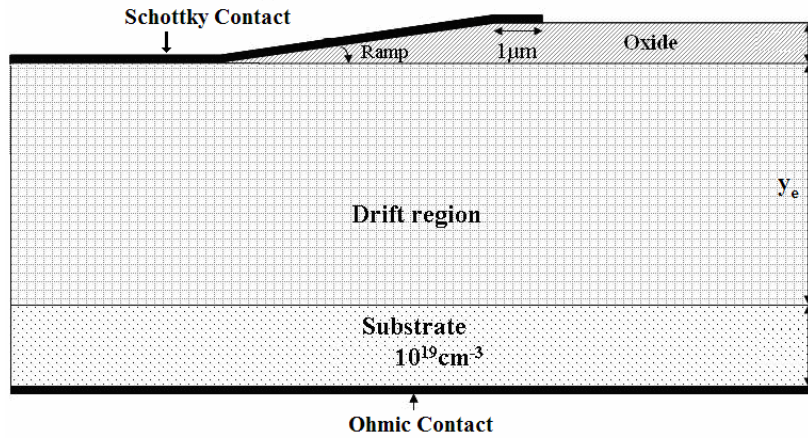 Schottky Contact
Ramp
1μm
Oxide
yₑ
Drift region
Substrate
10¹⁹cm⁻³
Ohmic Contact